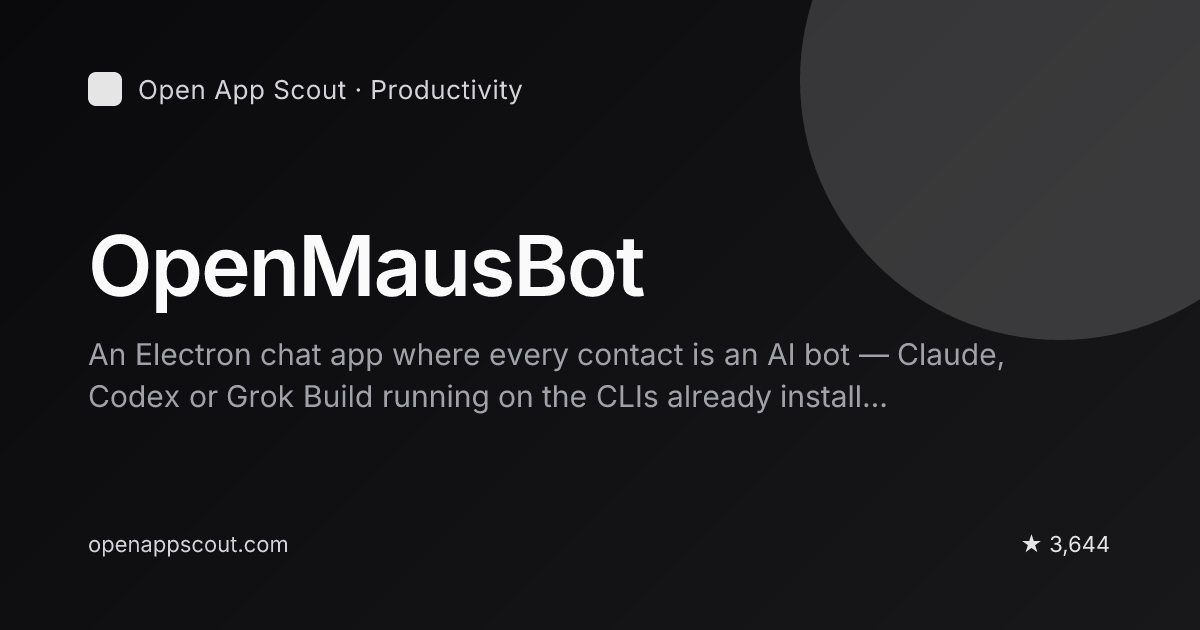 Open App Scout · Productivity
OpenMausBot
An Electron chat app where every contact is an AI bot — Claude,
Codex or Grok Build running on the CLIs already install...
openappscout.com
★ 3,644